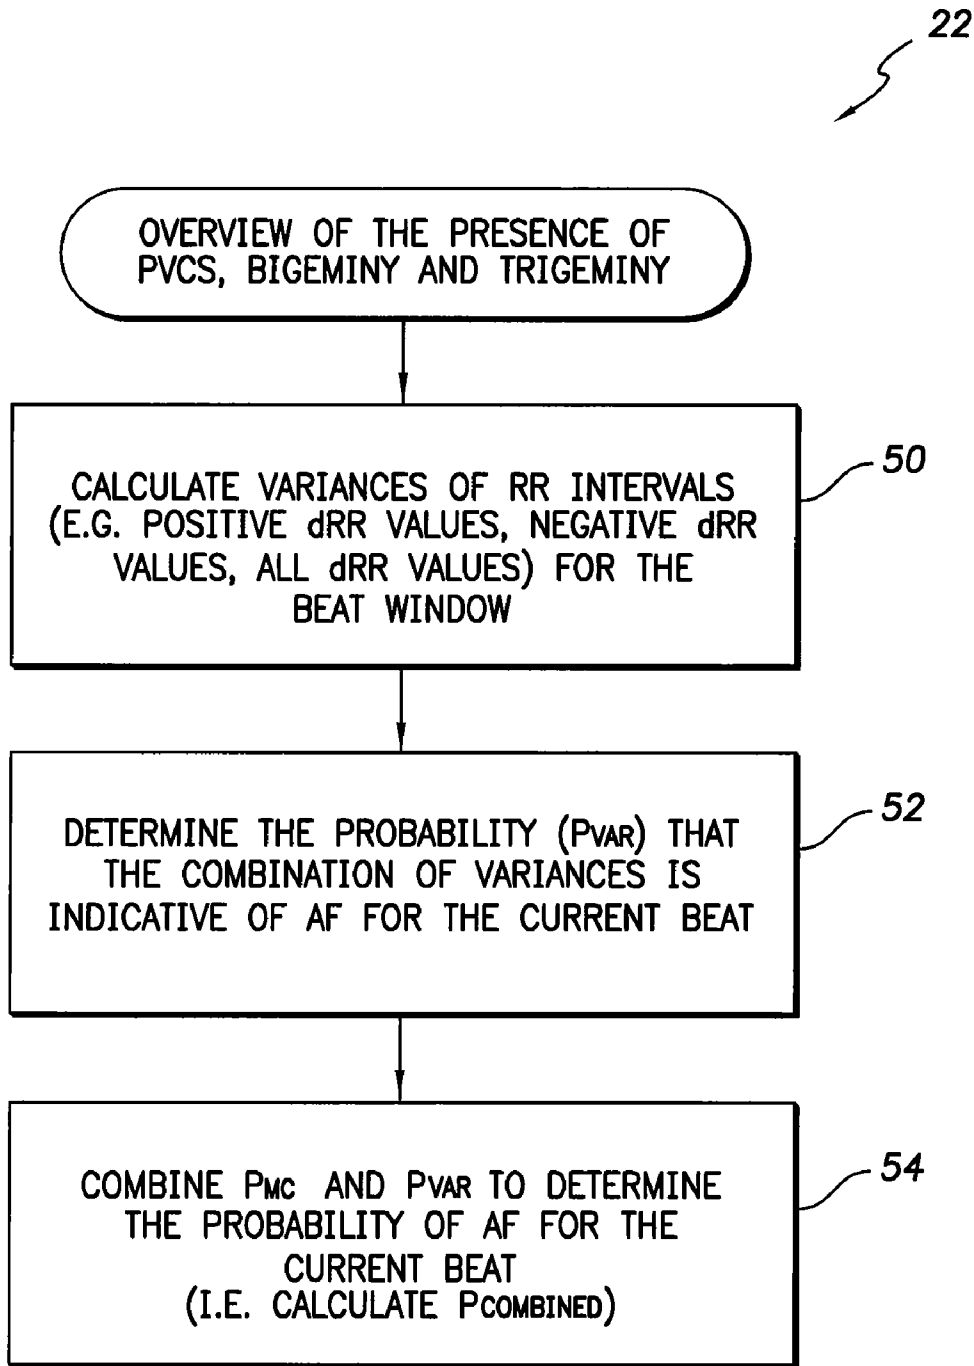 22
OVERVIEW OF THE PRESENCE OF
PVCS, BIGEMINY AND TRIGEMINY
CALCULATE VARIANCES OF RR INTERVALS
(E.G. POSITIVE dRR VALUES, NEGATIVE dRR
VALUES, ALL dRR VALUES) FOR THE
BEAT WINDOW
50
DETERMINE THE PROBABILITY (PVAR) THAT
THE COMBINATION OF VARIANCES IS
INDICATIVE OF AF FOR THE CURRENT BEAT
52
COMBINE PMC AND PVAR TO DETERMINE
THE PROBABILITY OF AF FOR THE
CURRENT BEAT
(I.E. CALCULATE PCOMBINED)
54